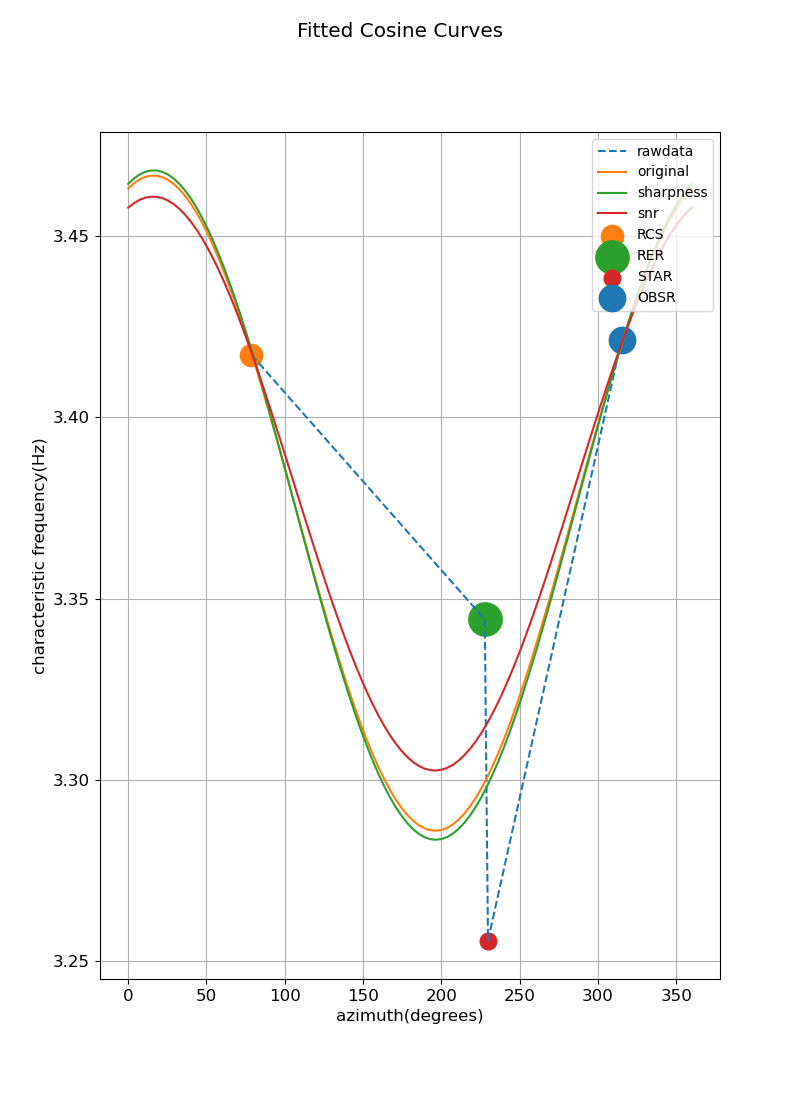 Fitted Cosine Curves
rawdata
original
sharpness
snr
RCS
RER
STAR
OBSR
3.45
3.40
3.35
3.30
3.25
characteristic frequency(Hz)
0 50 100 150 200 250 300 350
azimuth(degrees)